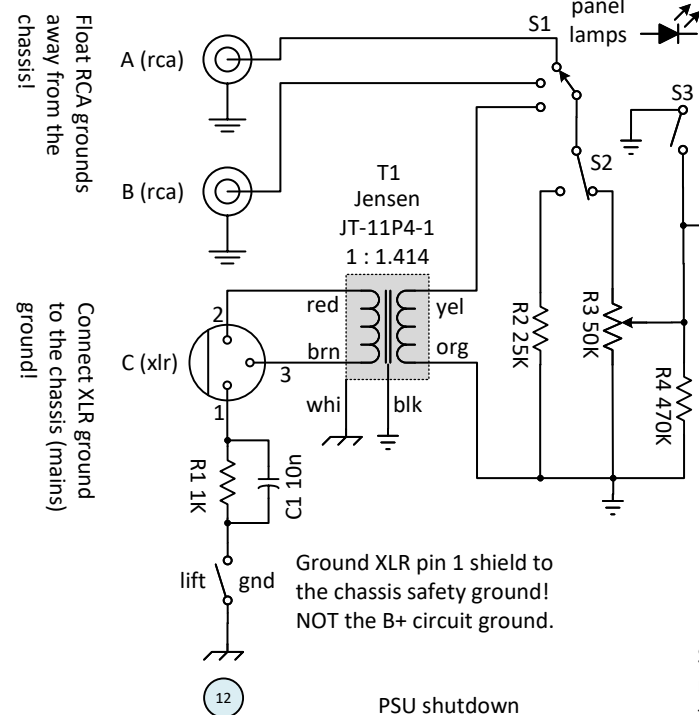 panel
lamps
S1
S3
A (rca)
Float RCA grounds
away from the
chassis!
S2
T1
Jensen
JT-11P4-1
1 : 1.414
B (rca)
red
yel
2
R2 25K
R3 50K
Connect XLR ground
to the chassis (mains)
ground!
C (xlr)
3
brn
org
R4 470K
1
whi
blk
R1 1K
C1 10n
lift
gnd
Ground XLR pin 1 shield to
the chassis safety ground!
NOT the B+ circuit ground.
12
PSU shutdown